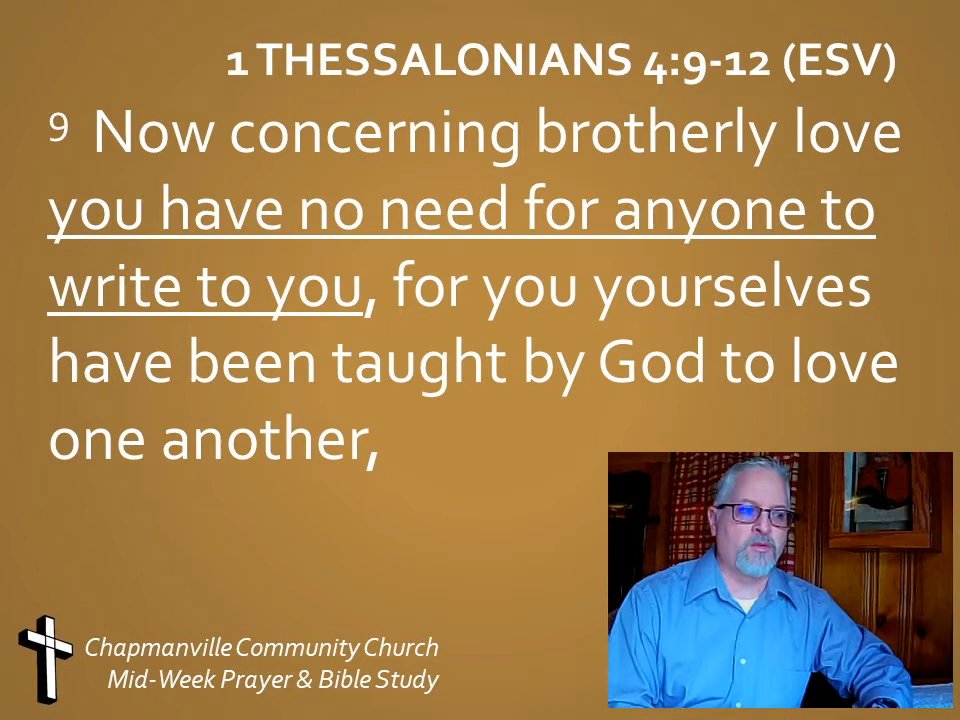 1 THESSALONIANS 4:9-12 (ESV)
9 Now concerning brotherly love
you have no need for anyone to
write to you, for you yourselves
have been taught by God to love
one another,
Chapmanville Community Church
Mid-Week Prayer & Bible Study